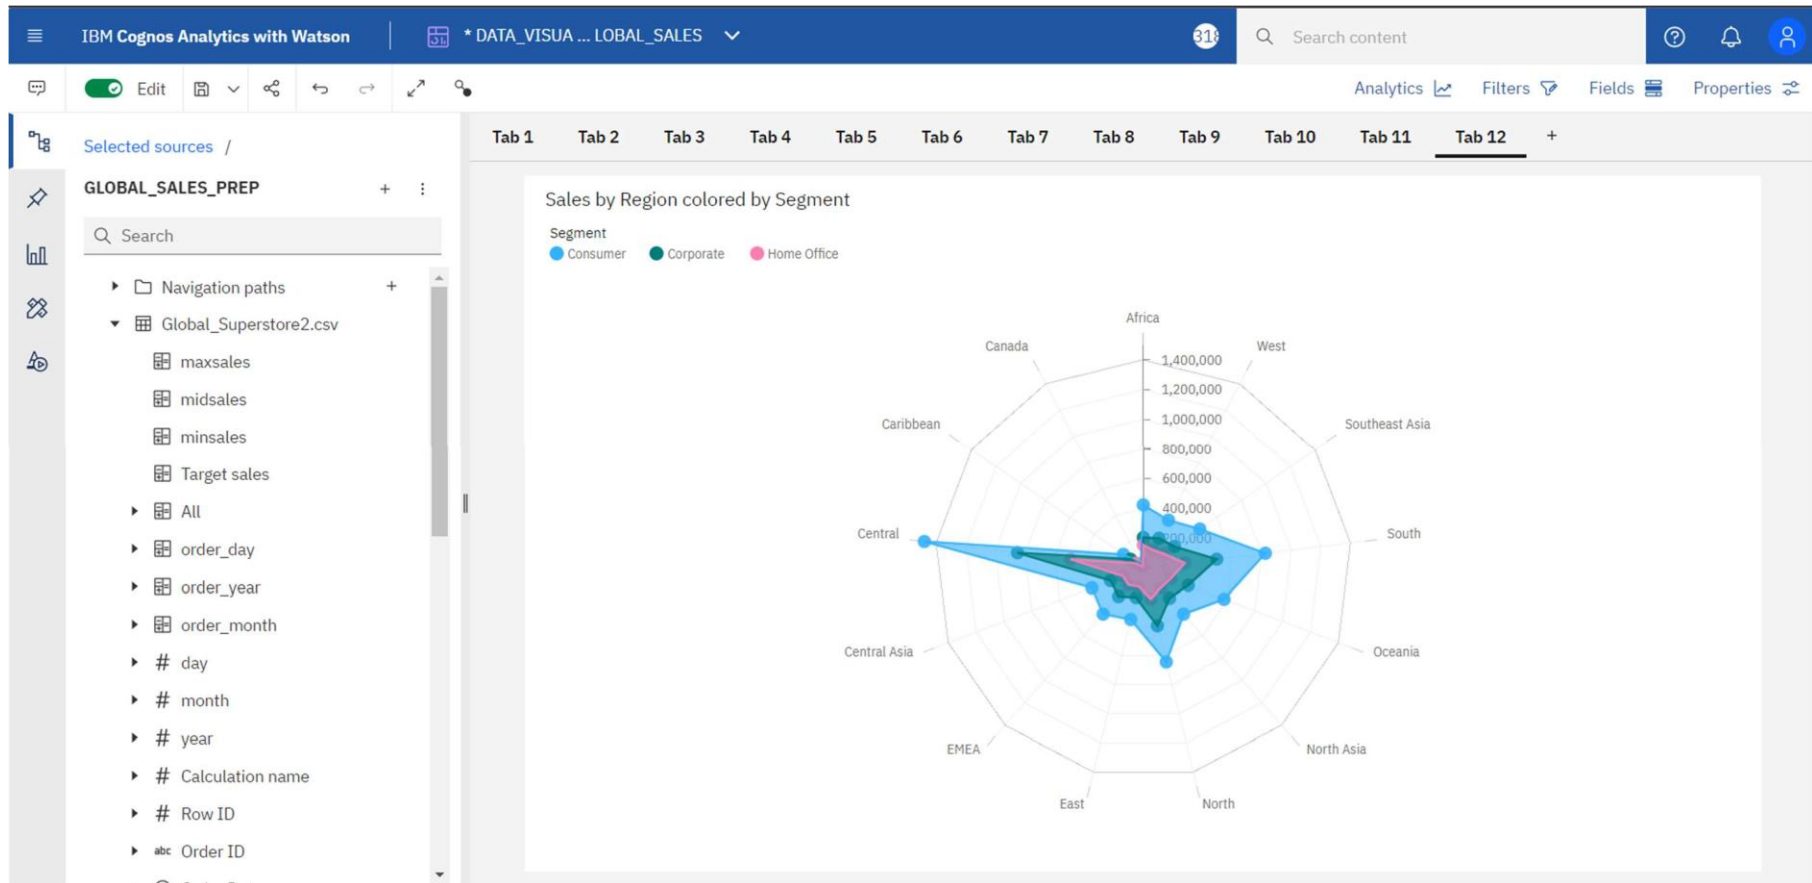 IBM Cognos Analytics with Watson
* DATA_VISUA ... LOBAL_SALES
Search content
Edit
Analytics
Filters
Fields
Properties
Selected sources /
Tab 1
Tab 2
Tab 3
Tab 4
Tab 5
Tab 6
Tab 7
Tab 8
Tab 9
Tab 10
Tab 11
Tab 12
+
GLOBAL_SALES_PREP
Search
Navigation paths
Global_Superstore2.csv
maxsales
midsales
minsales
Target sales
All
order_day
order_year
order_month
# day
# month
# year
# Calculation name
# Row ID
abc Order ID
Sales by Region colored by Segment
Segment
Consumer
Corporate
Home Office
Africa
West
Southeast Asia
South
Oceania
North Asia
North
East
EMEA
Central Asia
Central
Caribbean
Canada
1,400,000
1,200,000
1,000,000
800,000
600,000
400,000
200,000